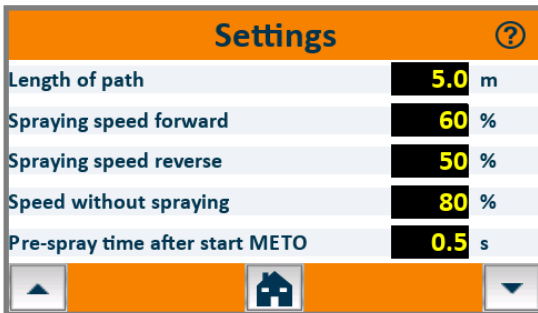 Settings ?
Length of path 5.0 m
Spraying speed forward 60 %
Spraying speed reverse 50 %
Speed without spraying 80 %
Pre-spray time after start METO 0.5 s